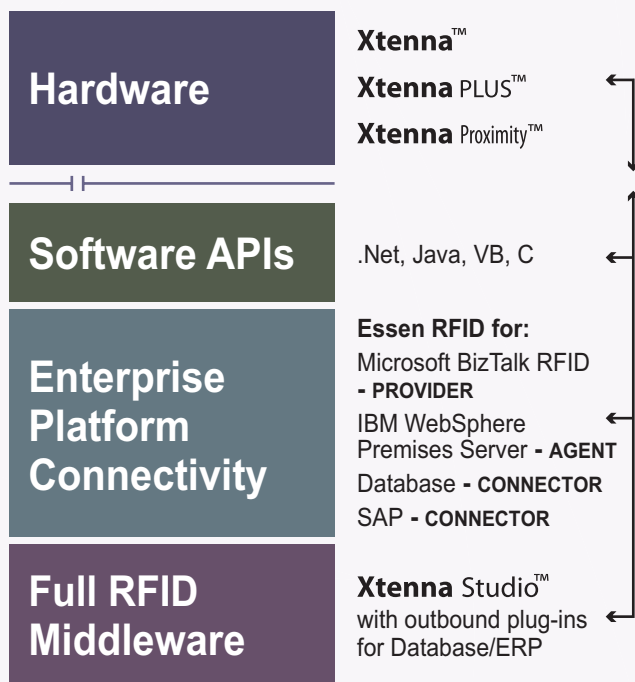 Hardware
Xtenna™
Xtenna PLUS™
Xtenna Proximity™
Software APIs
.Net, Java, VB, C
Enterprise
Platform
Connectivity
Essen RFID for:
Microsoft BizTalk RFID
- PROVIDER
IBM WebSphere
Premises Server - AGENT
Database - CONNECTOR
SAP - CONNECTOR
Full RFID
Middleware
Xtenna Studio™
with outbound plug-ins
for Database/ERP